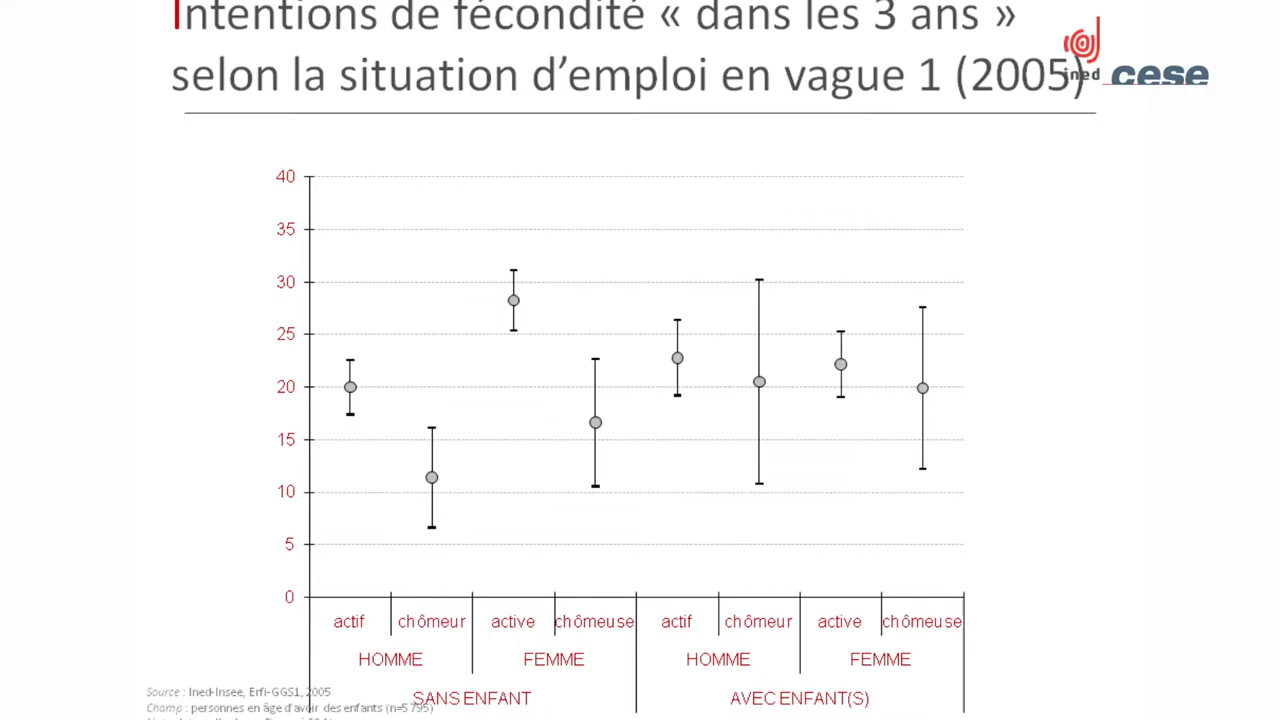 Intentions de fécondité « dans les 3 ans »
selon la situation d'emploi en vague 1 (2005)
ined
cese
40
35
30
25
20
15
10
5
0
actif chômeur active chômeuse actif chômeur active chômeuse
HOMME FEMME HOMME FEMME
SANS ENFANT AVEC ENFANT(S)
Source : Ined-Insee, Erfi-GGS1, 2005
Champ : personnes en âge d'avoir des enfants (n=5795)